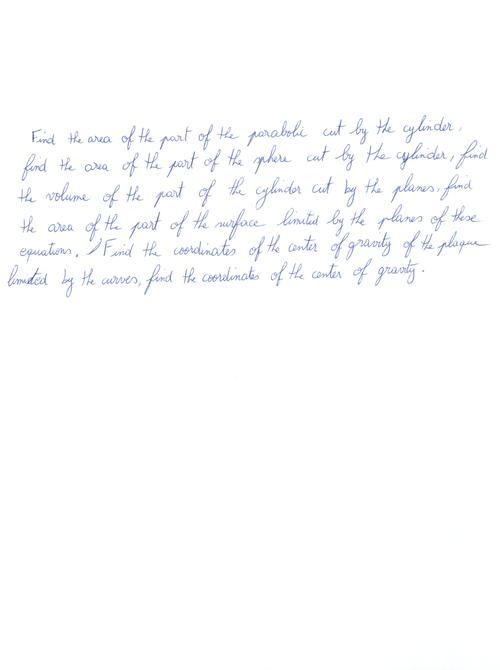 Find the area of the part of the parabolic cut by the cylinder,
find the area of the part of the sphere cut by the cylinder, find
the volume of the part of the cylinder cut by the planes, find
the area of the part of the surface limited by the planes of these
equations. / Find the coordinates of the center of gravity of the plaque
limited by the curves, find the coordinates of the center of gravity.